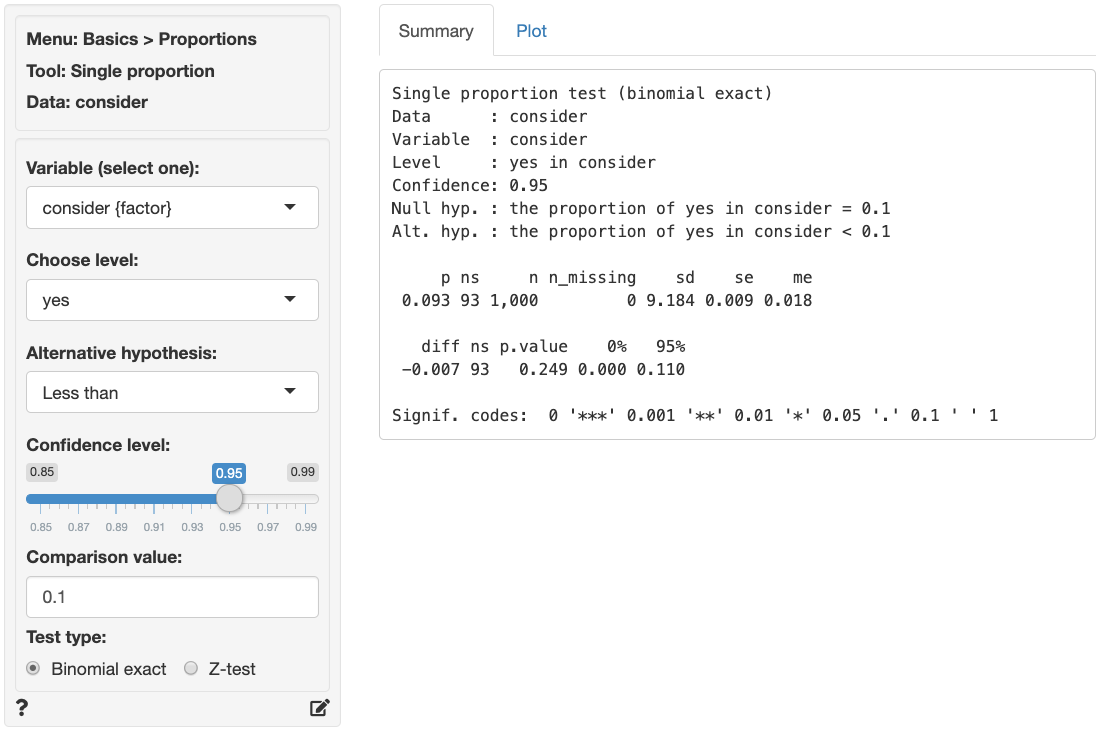 Menu: Basics > Proportions
Tool: Single proportion
Data: consider
Variable (select one):
consider {factor}
Choose level:
yes
Alternative hypothesis:
Less than
Confidence level:
0.85 0.95 0.99
0.85 0.87 0.89 0.91 0.93 0.95 0.97 0.99
Comparison value:
0.1
Test type:
Binomial exact Z-test
?
Summary Plot
Single proportion test (binomial exact)
Data      : consider
Variable  : consider
Level     : yes in consider
Confidence: 0.95
Null hyp. : the proportion of yes in consider = 0.1
Alt. hyp. : the proportion of yes in consider < 0.1
     p ns     n n_missing    sd    se    me
 0.093 93 1,000         0 9.184 0.009 0.018
   diff ns p.value    0%   95%
 -0.007 93   0.249 0.000 0.110
Signif. codes:  0 '***' 0.001 '**' 0.01 '*' 0.05 '.' 0.1 ' ' 1